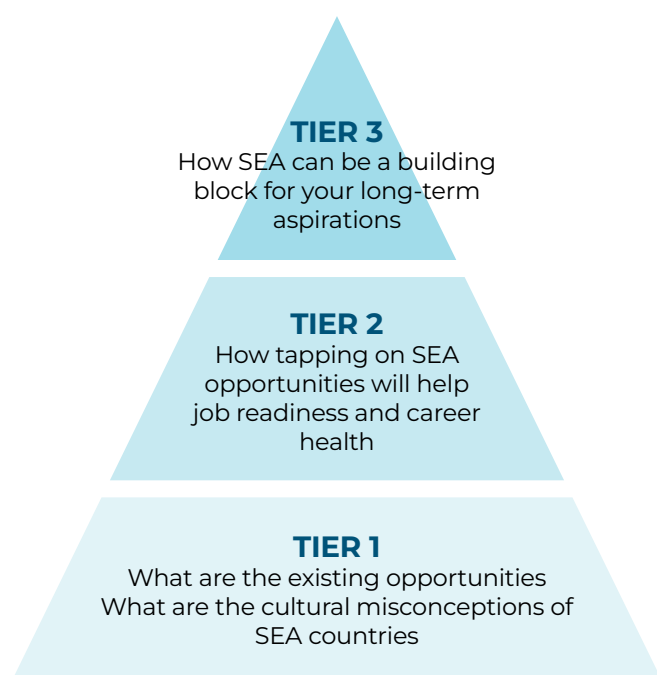 TIER 3
How SEA can be a building
block for your long-term
aspirations
TIER 2
How tapping on SEA
opportunities will help
job readiness and career
health
TIER 1
What are the existing opportunities
What are the cultural misconceptions of
SEA countries